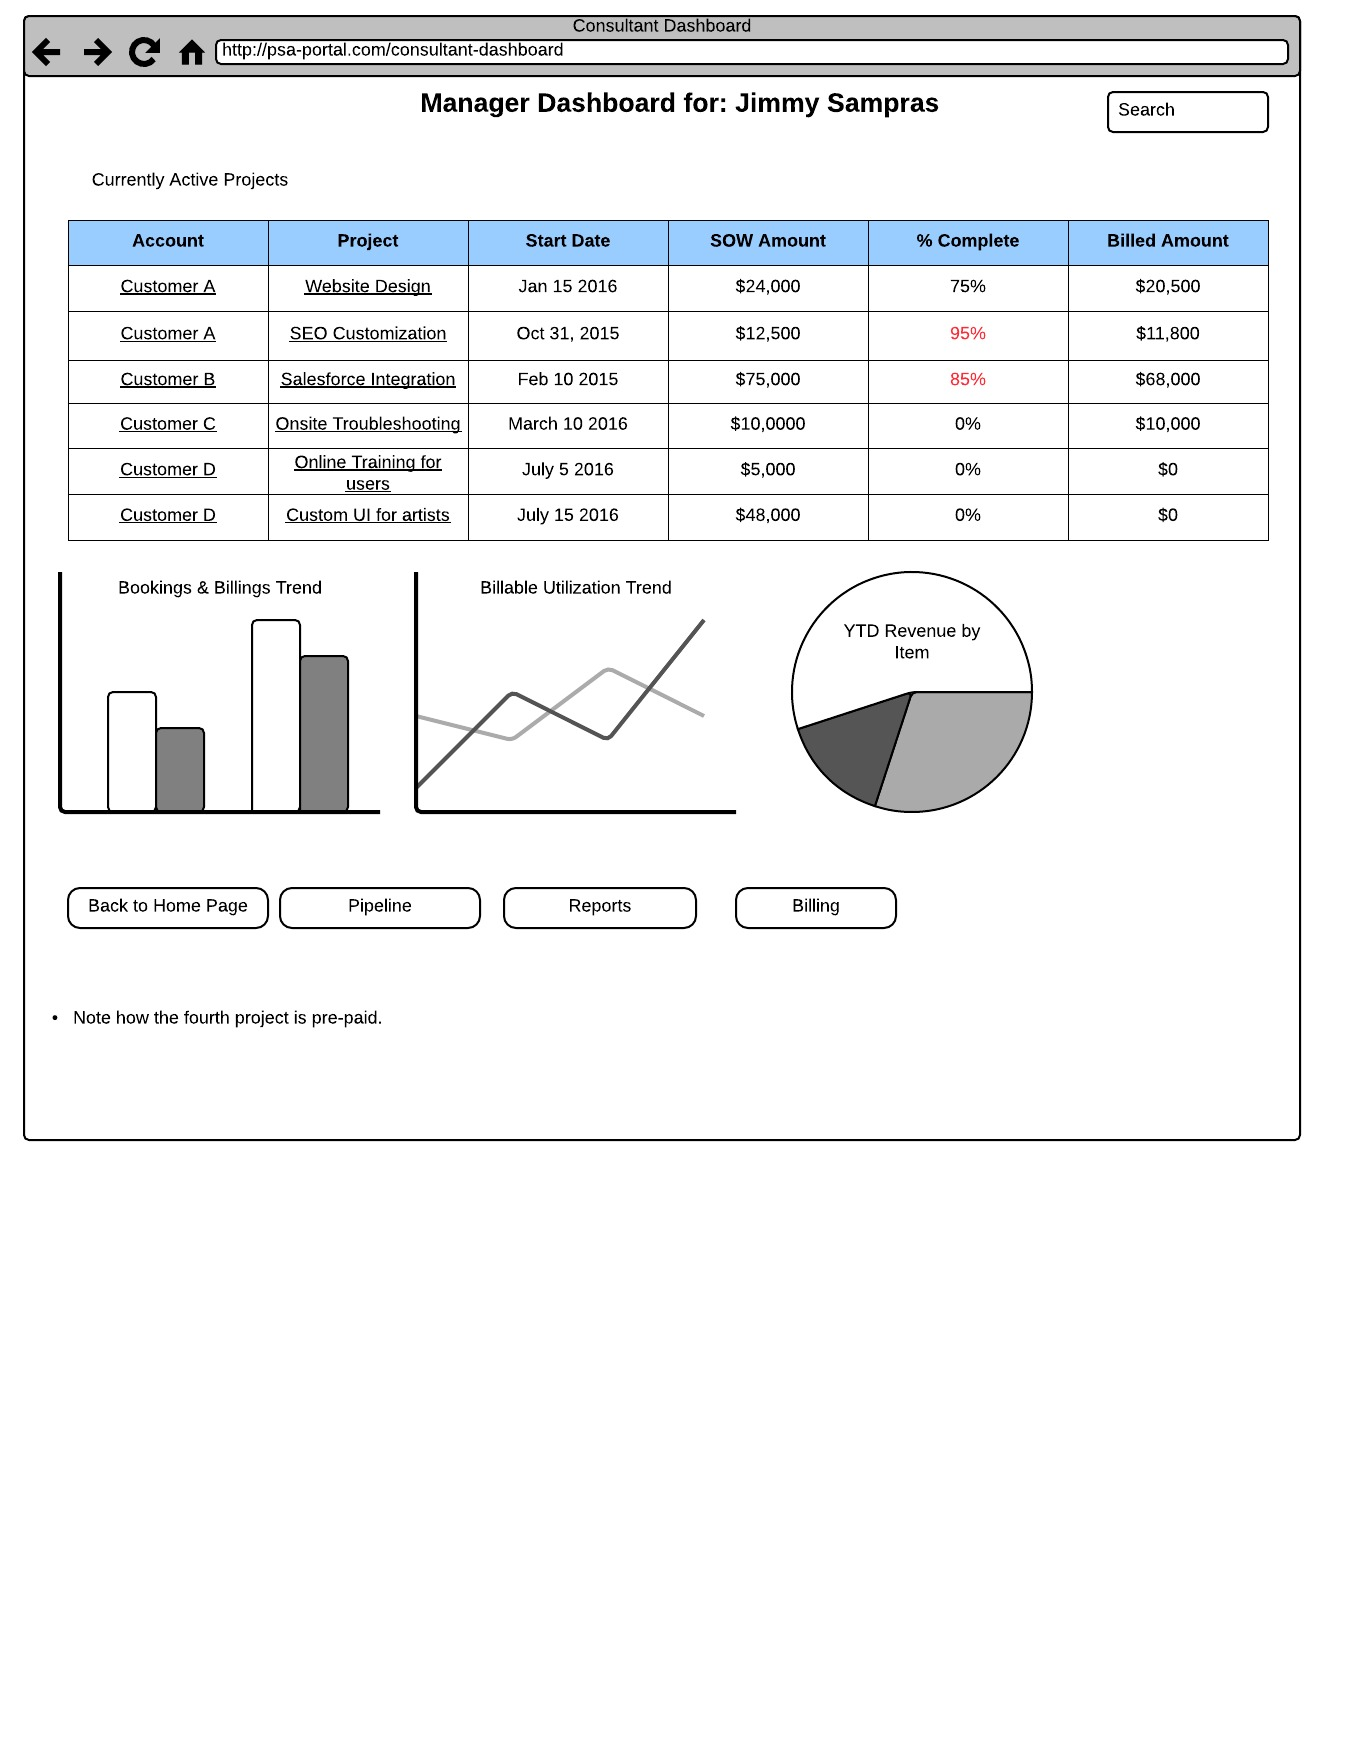 Consultant Dashboard
http://psa-portal.com/consultant-dashboard
Manager Dashboard for: Jimmy Sampras
Search
Currently Active Projects
Account Project Start Date SOW Amount % Complete Billed Amount
Customer A Website Design Jan 15 2016 $24,000 75% $20,500
Customer A SEO Customization Oct 31, 2015 $12,500 95% $11,800
Customer B Salesforce Integration Feb 10 2015 $75,000 85% $68,000
Customer C Onsite Troubleshooting March 10 2016 $10,0000 0% $10,000
Customer D Online Training for users July 5 2016 $5,000 0% $0
Customer D Custom UI for artists July 15 2016 $48,000 0% $0
Bookings & Billings Trend
Billable Utilization Trend
YTD Revenue by
Item
Back to Home Page
Pipeline
Reports
Billing
• Note how the fourth project is pre-paid.